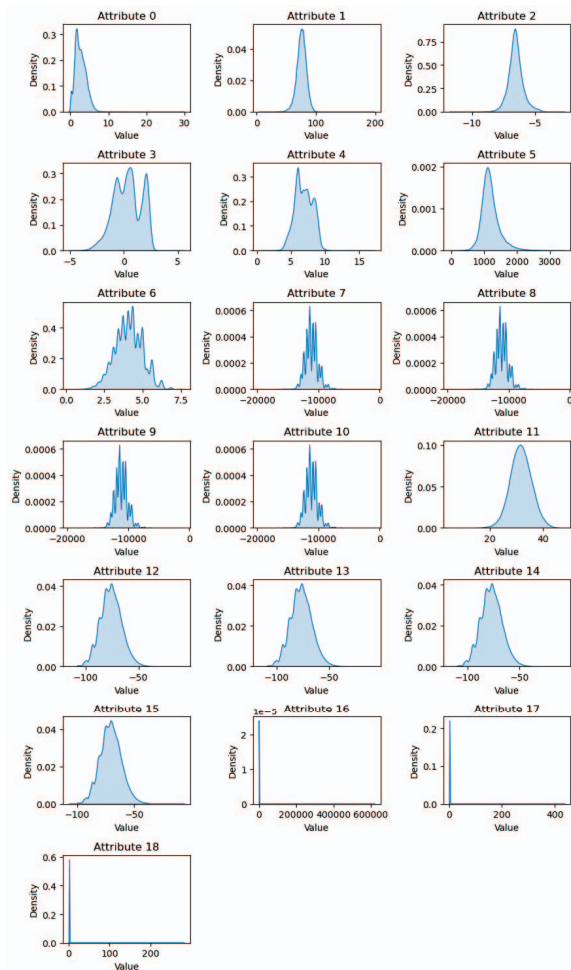 Attribute 0
Attribute 1
Attribute 2
Density
0.3
0.2
0.1
0.0
0
10
20
30
Value
Density
0.04
0.02
0.00
0
100
200
Value
Density
0.75
0.50
0.25
0.00
−10
−5
Value
Attribute 3
Attribute 4
Attribute 5
Density
0.3
0.2
0.1
0.0
−5
0
5
Value
Density
0.3
0.2
0.1
0.0
0
5
10
15
Value
Density
0.002
0.001
0.000
0
1000
2000
3000
Value
Attribute 6
Attribute 7
Attribute 8
Density
0.4
0.2
0.0
0.0
2.5
5.0
7.5
Value
Density
0.0006
0.0004
0.0002
0.0000
−20000
−10000
0
Value
Density
0.0006
0.0004
0.0002
0.0000
−20000
−10000
0
Value
Attribute 9
Attribute 10
Attribute 11
Density
0.0006
0.0004
0.0002
0.0000
−20000
−10000
0
Value
Density
0.0006
0.0004
0.0002
0.0000
−20000
−10000
0
Value
Density
0.10
0.05
0.00
20
40
Value
Attribute 12
Attribute 13
Attribute 14
Density
0.04
0.02
0.00
−100
−50
Value
Density
0.04
0.02
0.00
−100
−50
Value
Density
0.04
0.02
0.00
−100
−50
Value
Attribute 15
Attribute 16
Attribute 17
Density
0.04
0.02
0.00
−100
−50
Value
1e−5
Density
2
1
0
0
200000
400000
600000
Value
Density
0.2
0.1
0.0
0
200
400
Value
Attribute 18
Density
0.6
0.4
0.2
0.0
0
100
200
Value